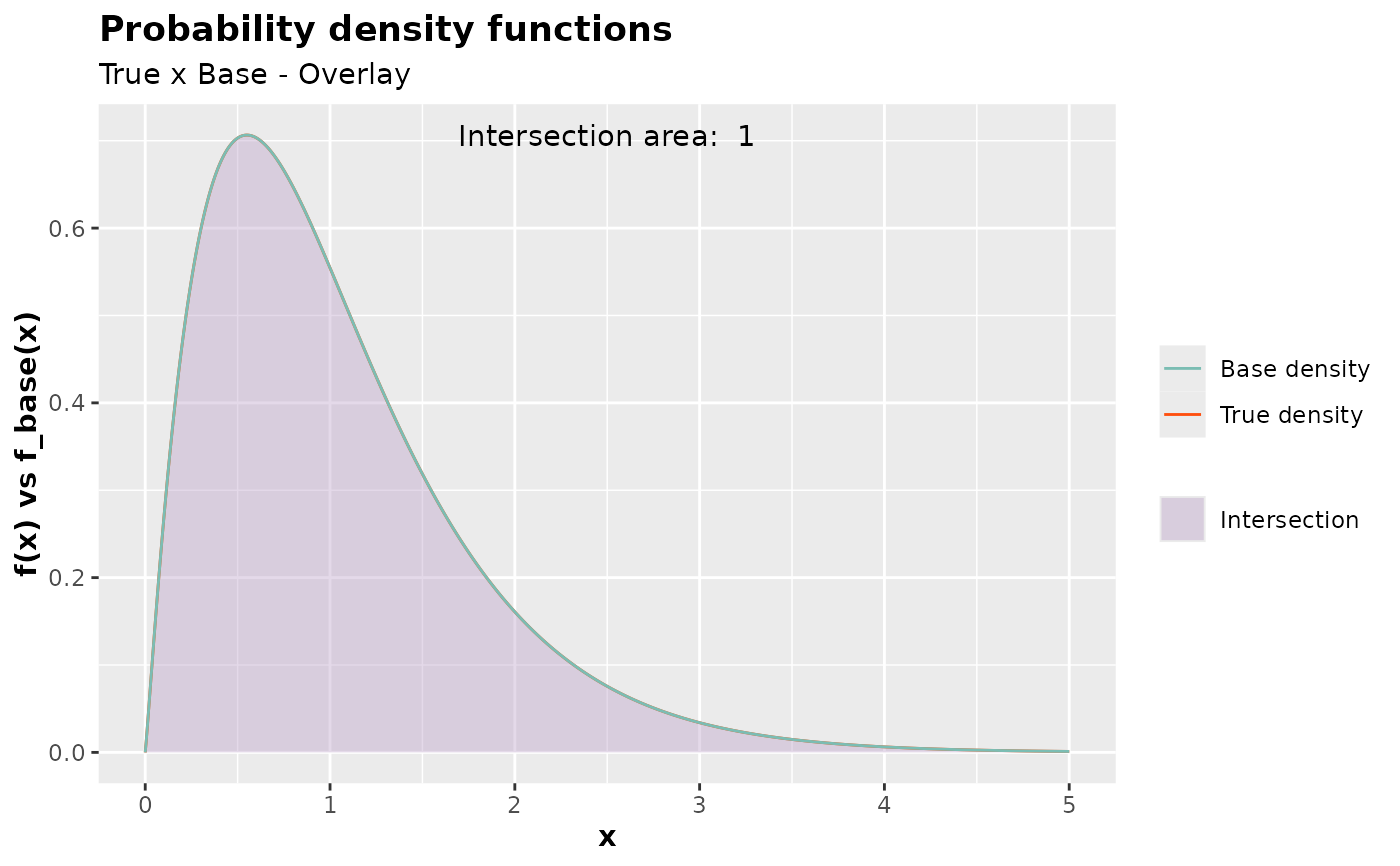 Probability density functions
True x Base - Overlay
Intersection area:  1
f(x) vs f_base(x)
0.6
0.4
0.2
0.0
0 1 2 3 4 5
x
Base density
True density
Intersection